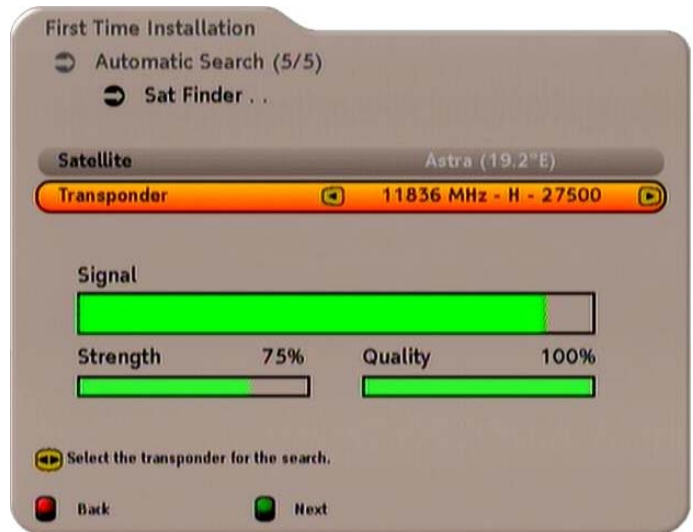 First Time Installation
Automatic Search (5/5)
Sat Finder . .
Satellite Astra (19.2°E)
Transponder 11836 MHz - H - 27500
Signal
Strength 75% Quality 100%
Select the transponder for the search.
Back Next